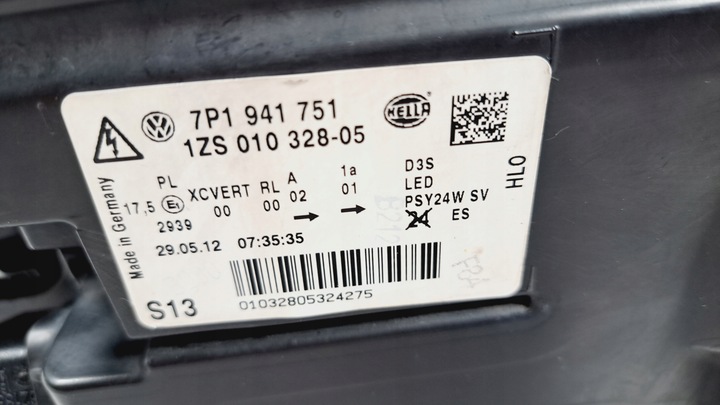 7P1 941 751
1ZS 010 328-05
HELLA
Made in Germany
PL XCVERT RL A 1a
17,5 E1 00 00 02 01
2939
D3S
LED
PSY24W SV
24 ES
HLO
29.05.12 07:35:35
S13
01032805324275